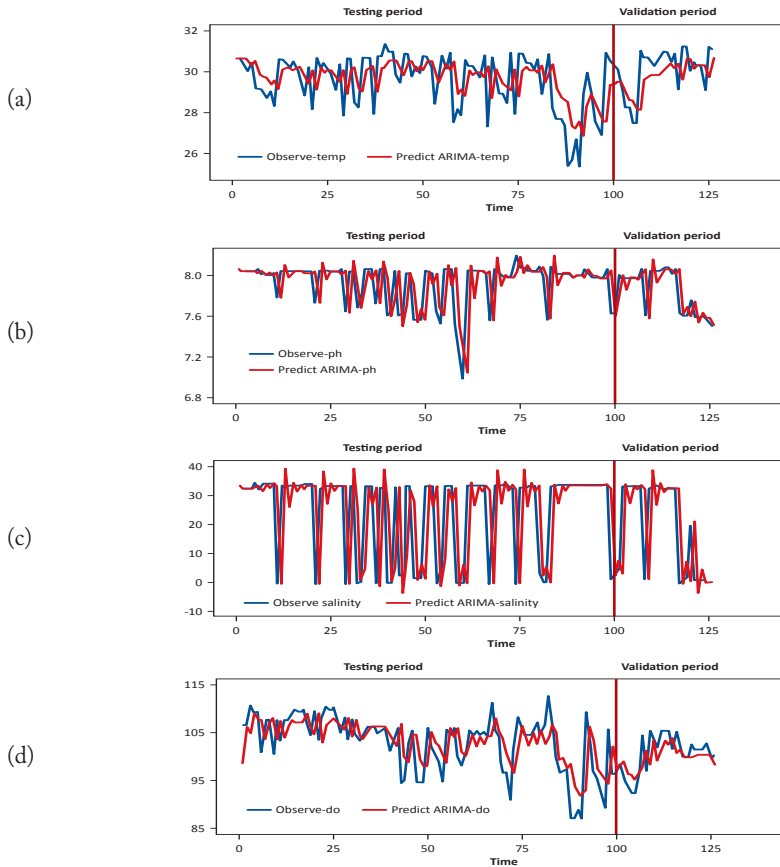 Testing period Validation period
(a)
32
30
28
26
Observe-temp Predict ARIMA-temp
0 25 50 75 100 125
Time
Testing period Validation period
(b)
8.0
7.6
7.2
6.8
Observe-ph
Predict ARIMA-ph
0 25 50 75 100 125
Time
Testing period Validation period
(c)
40
30
20
10
0
-10
Observe salinity Predict ARIMA-salinity
0 25 50 75 100 125
Time
Testing period Validation period
(d)
115
105
95
85
Observe-do Predict ARIMA-do
0 25 50 75 100 125
Time